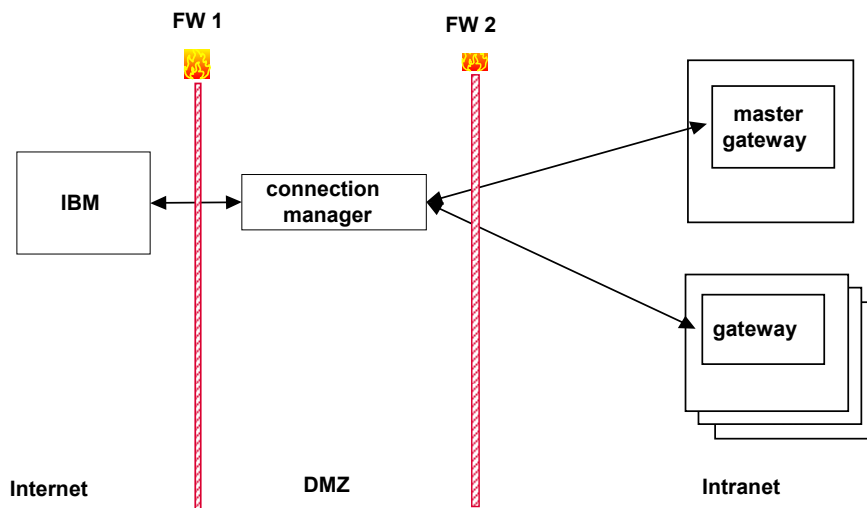 FW 1
FW 2
master
gateway
IBM
connection
manager
gateway
Internet
DMZ
Intranet